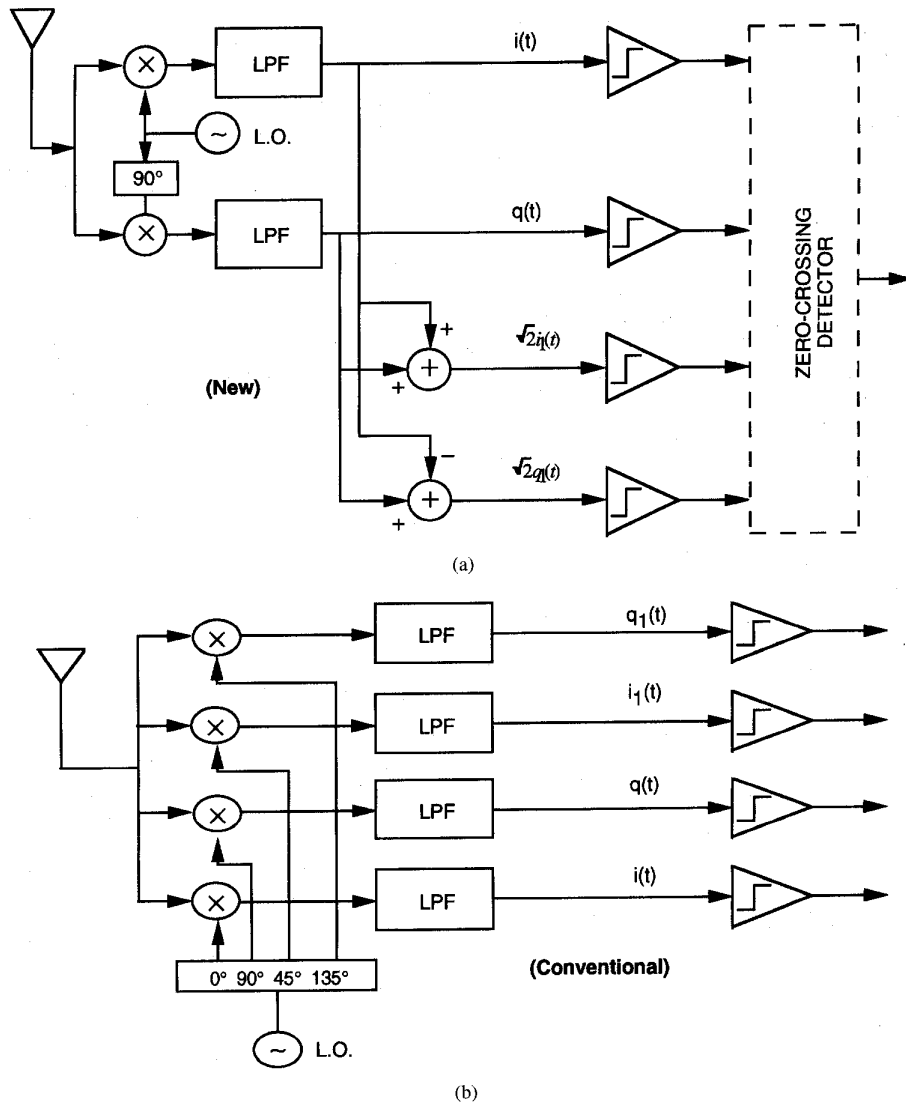 LPF
i(t)
~
L.O.
90°
LPF
q(t)
ZERO-CROSSING
DETECTOR
+
+
+
√2i₁(t)
(New)
−
+
+
√2q₁(t)
(a)
LPF
q₁(t)
LPF
i₁(t)
LPF
q(t)
LPF
i(t)
(Conventional)
0° 90° 45° 135°
~
L.O.
(b)